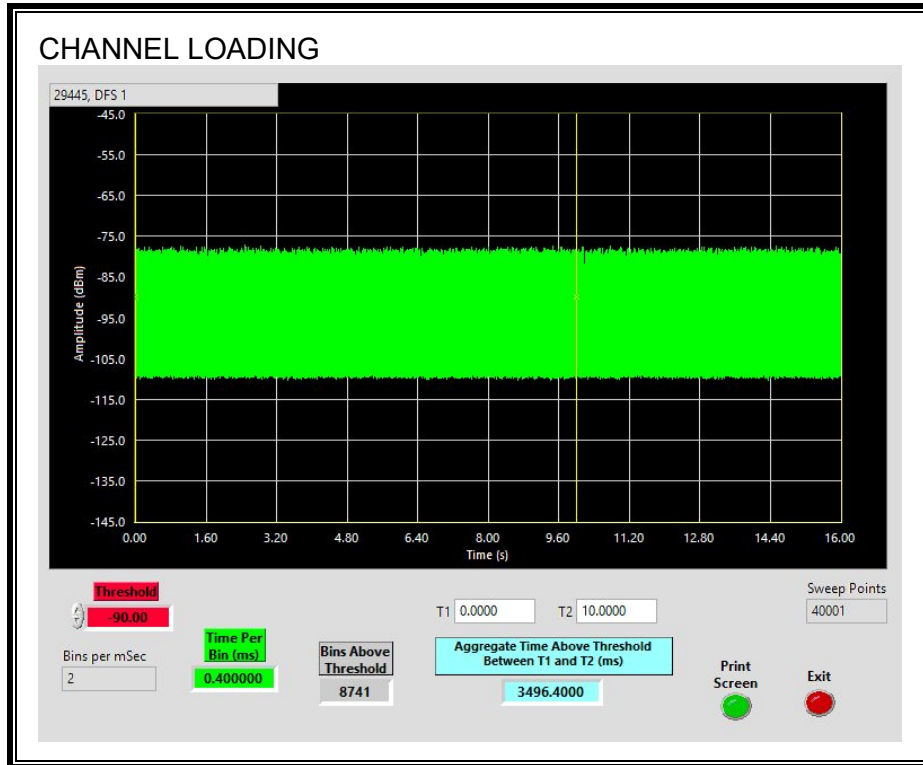 CHANNEL LOADING
29445, DFS 1
-45.0
-55.0
-65.0
-75.0
-85.0
-95.0
-105.0
-115.0
-125.0
-135.0
-145.0
Amplitude (dBm)
0.00 1.60 3.20 4.80 6.40 8.00 9.60 11.20 12.80 14.40 16.00
Time (s)
Threshold
-90.00
Bins per mSec
2
Time Per
Bin (ms)
0.400000
Bins Above
Threshold
8741
T1 0.0000 T2 10.0000
Aggregate Time Above Threshold
Between T1 and T2 (ms)
3496.4000
Sweep Points
40001
Print
Screen
Exit